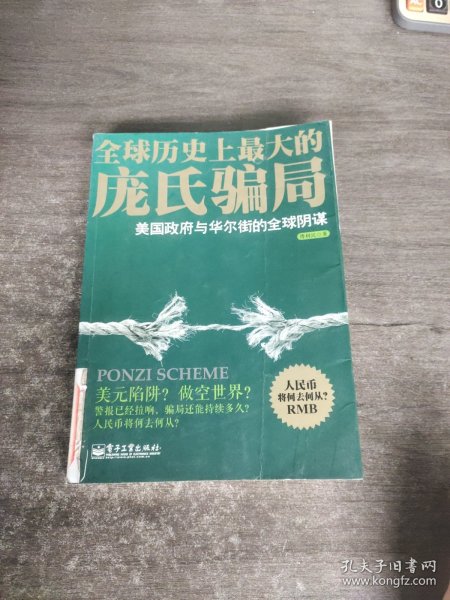 全球历史上最大的
庞氏骗局
美国政府与华尔街的全球阴谋
PONZI SCHEME
美元陷阱？做空世界？
警报已经拉响，骗局还能持续多久？
人民币将何去何从？
人民币
将何去何从?
RMB
电子工业出版社
孔夫子旧书网
www.kongfz.com